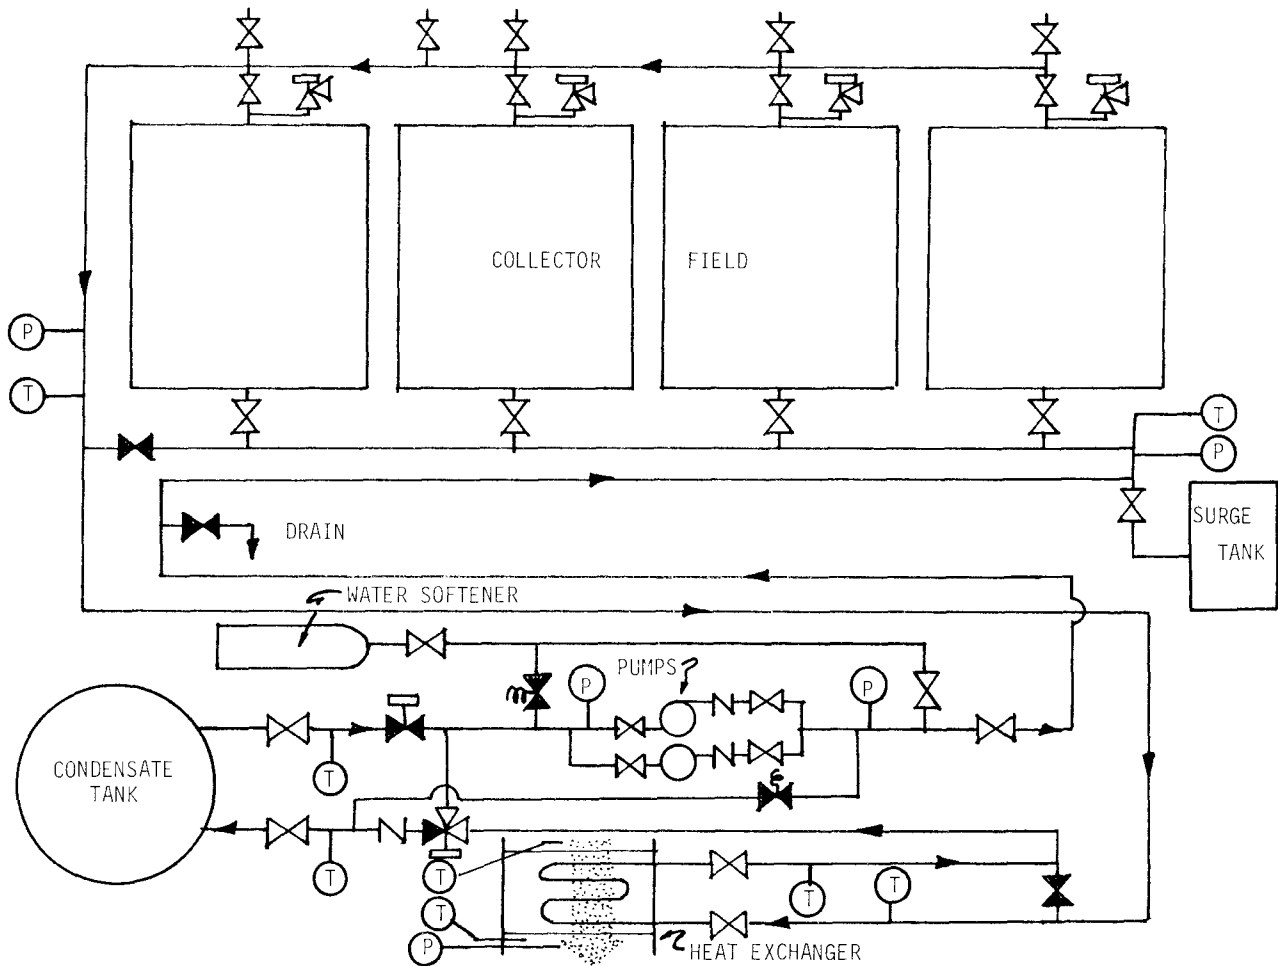 COLLECTOR FIELD
P
T
T
P
SURGE
TANK
DRAIN
WATER SOFTENER
PUMPS
P
P
CONDENSATE
TANK
T
T
T
T
T
T
P
HEAT EXCHANGER